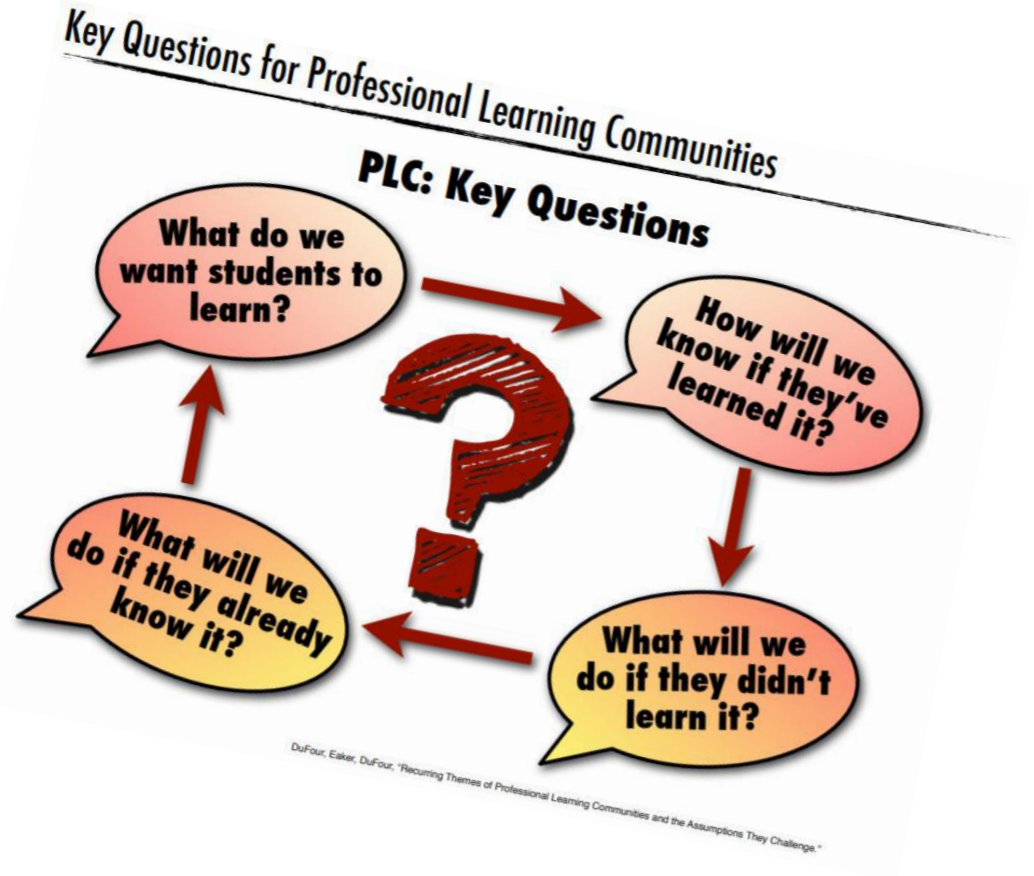 Key Questions for Professional Learning Communities
PLC: Key Questions
What do we
want students to
learn?
How will we
know if they've
learned it?
What will we
do if they didn't
learn it?
What will we
do if they already
know it?
DuFour, Eaker, DuFour, "Recurring Themes of Professional Learning Communities and the Assumptions They Challenge."